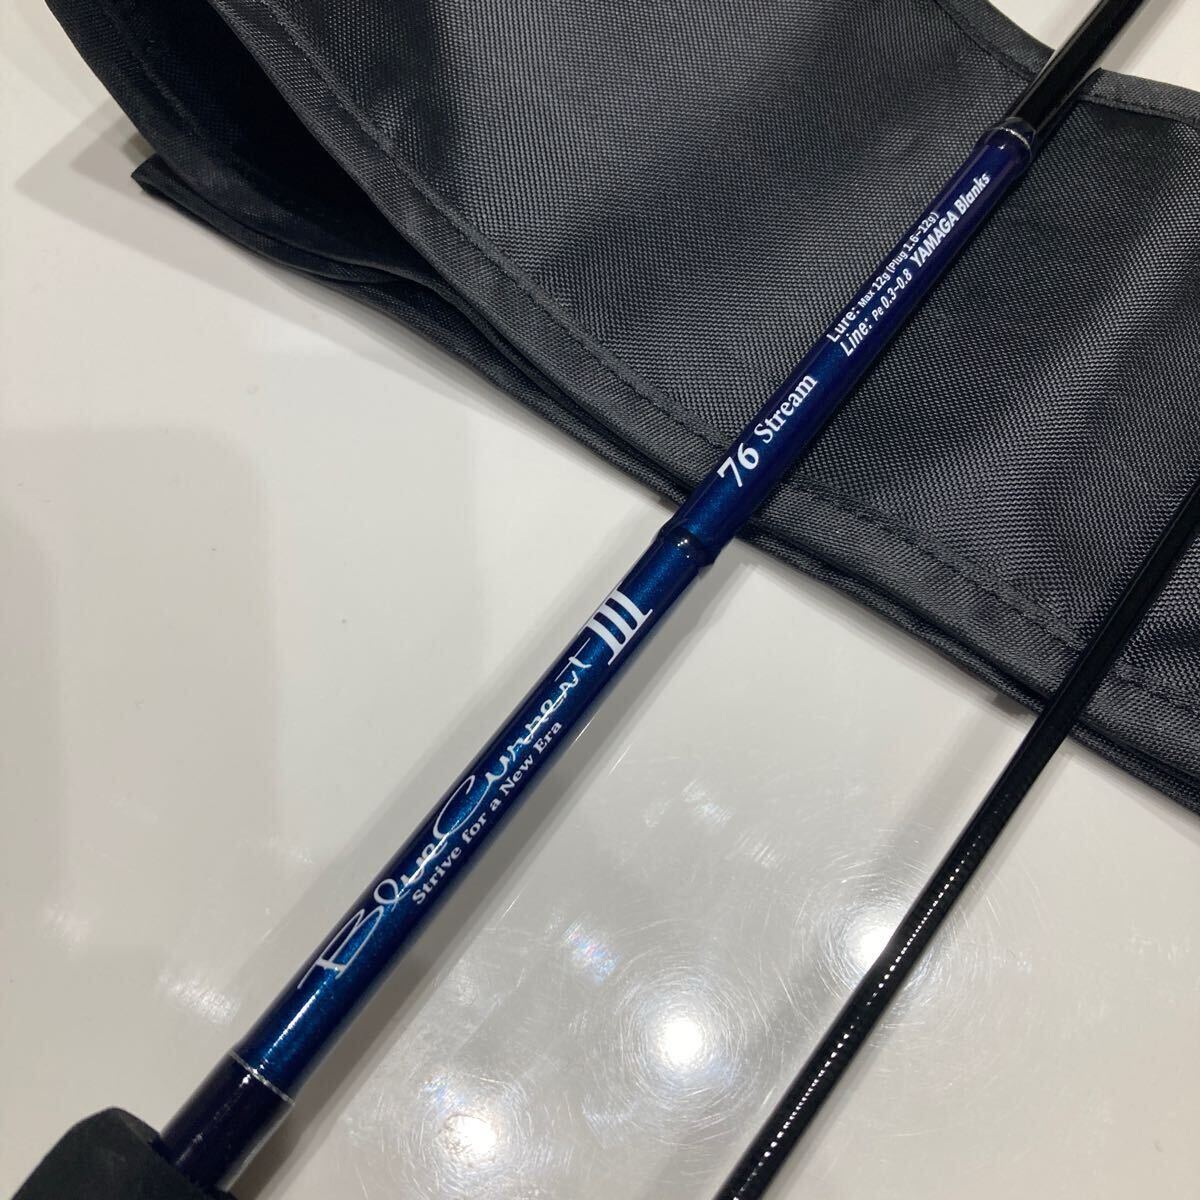 BlueCurrent III
Strive for a New Era
76 Stream
Lure: Max 12g (Plug 1.6-12g)
Line: Pe 0.3-0.8 YAMAGA Blanks